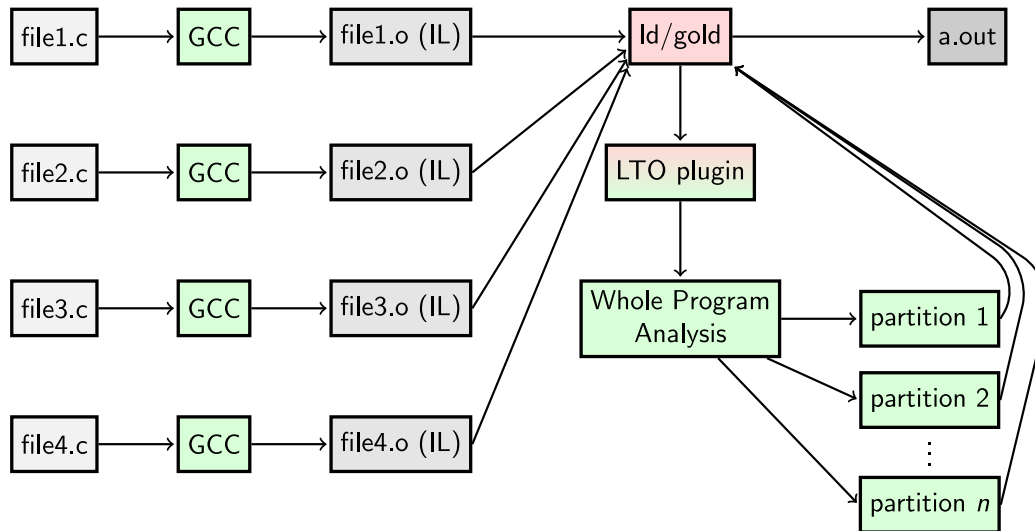 file1.c
GCC
file1.o (IL)
ld/gold
a.out
file2.c
GCC
file2.o (IL)
LTO plugin
file3.c
GCC
file3.o (IL)
Whole Program
Analysis
partition 1
partition 2
file4.c
GCC
file4.o (IL)
⋮
partition n